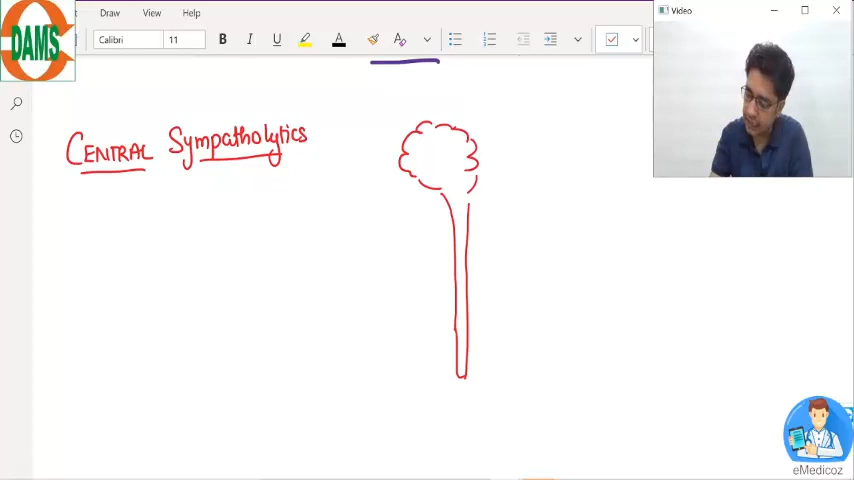 DAMS
Draw View Help
Calibri 11 B I U A A
Video
CENTRAL Sympatholytics
eMedicoz